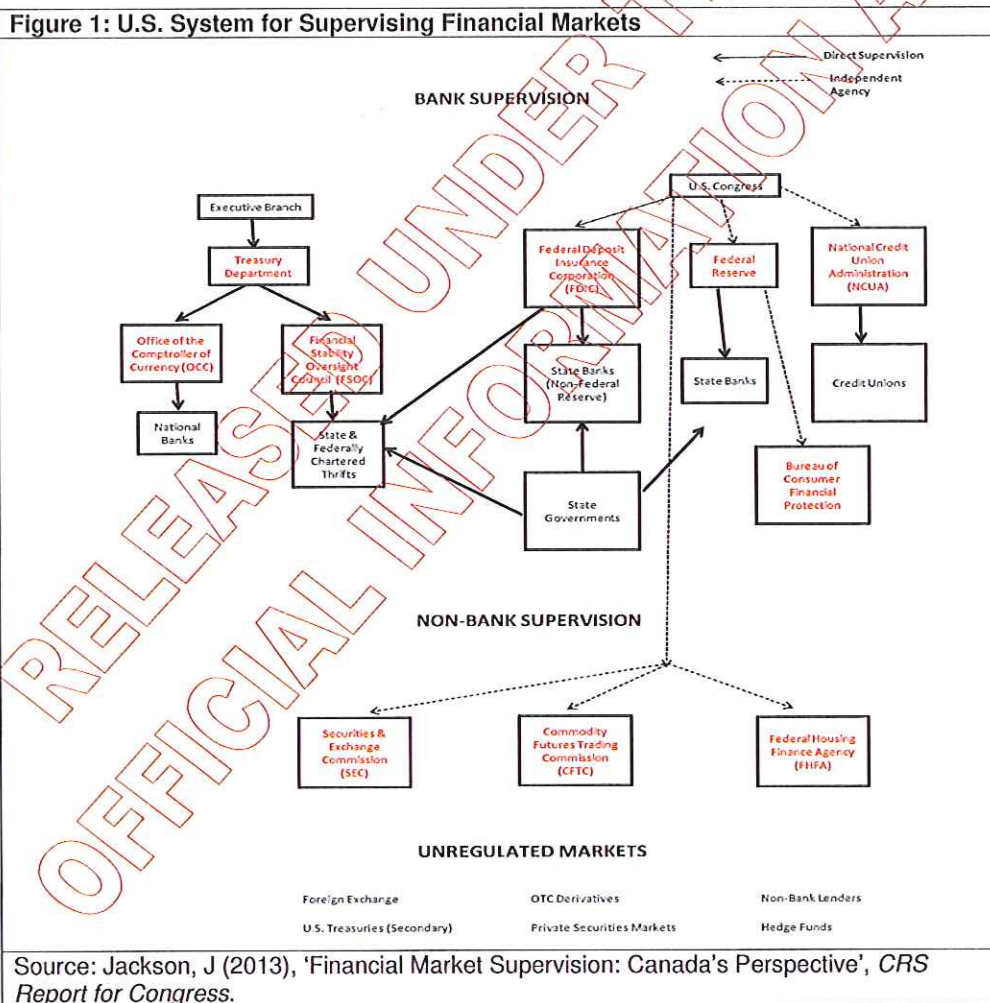 Figure 1: U.S. System for Supervising Financial Markets
Direct Supervision
Independent
Agency
BANK SUPERVISION
U.S. Congress
Executive Branch
Treasury
Department
Federal Deposit
Insurance
Corporation
(FDIC)
Federal
Reserve
National Credit
Union
Administration
(NCUA)
Office of the
Comptroller of
Currency (OCC)
Financial
Stability
Oversight
Council (FSOC)
State Banks
(Non-Federal
Reserve)
State Banks
Credit Unions
National
Banks
State &
Federally
Chartered
Thrifts
State
Governments
Bureau of
Consumer
Financial
Protection
NON-BANK SUPERVISION
Securities &
Exchange
Commission
(SEC)
Commodity
Futures Trading
Commission
(CFTC)
Federal Housing
Finance Agency
(FHFA)
UNREGULATED MARKETS
Foreign Exchange
OTC Derivatives
Non-Bank Lenders
U.S. Treasuries (Secondary)
Private Securities Markets
Hedge Funds
Source: Jackson, J (2013), 'Financial Market Supervision: Canada's Perspective', CRS
Report for Congress.
RELEASED UNDER
OFFICIAL INFORMATION